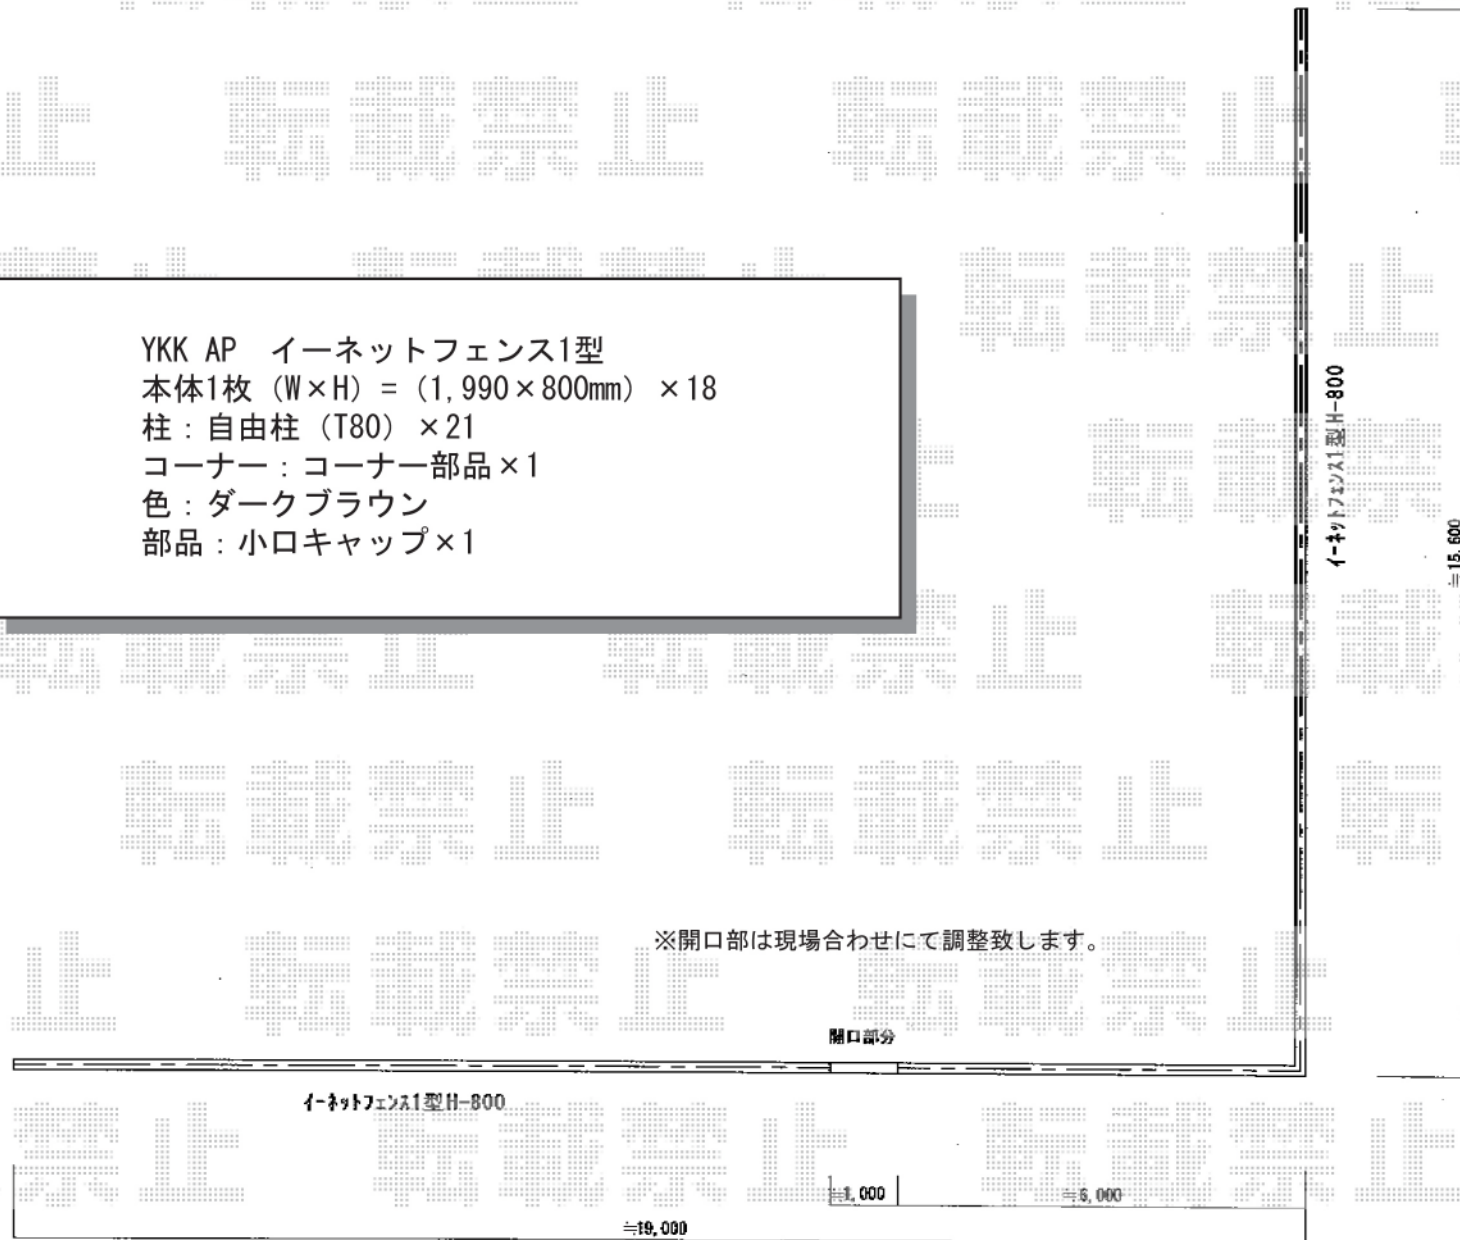 YKK AP イーネットフェンス1型
本体1枚（W×H）=（1,990×800mm）×18
柱：自由柱（T80）×21
コーナー：コーナー部品×1
色：ダークブラウン
部品：小口キャップ×1
イーネットフェンス1型H-800
≒15,600
※開口部は現場合わせにて調整致します。
開口部分
イーネットフェンス1型H-800
≒1,000
≒6,000
≒19,000
転載禁止